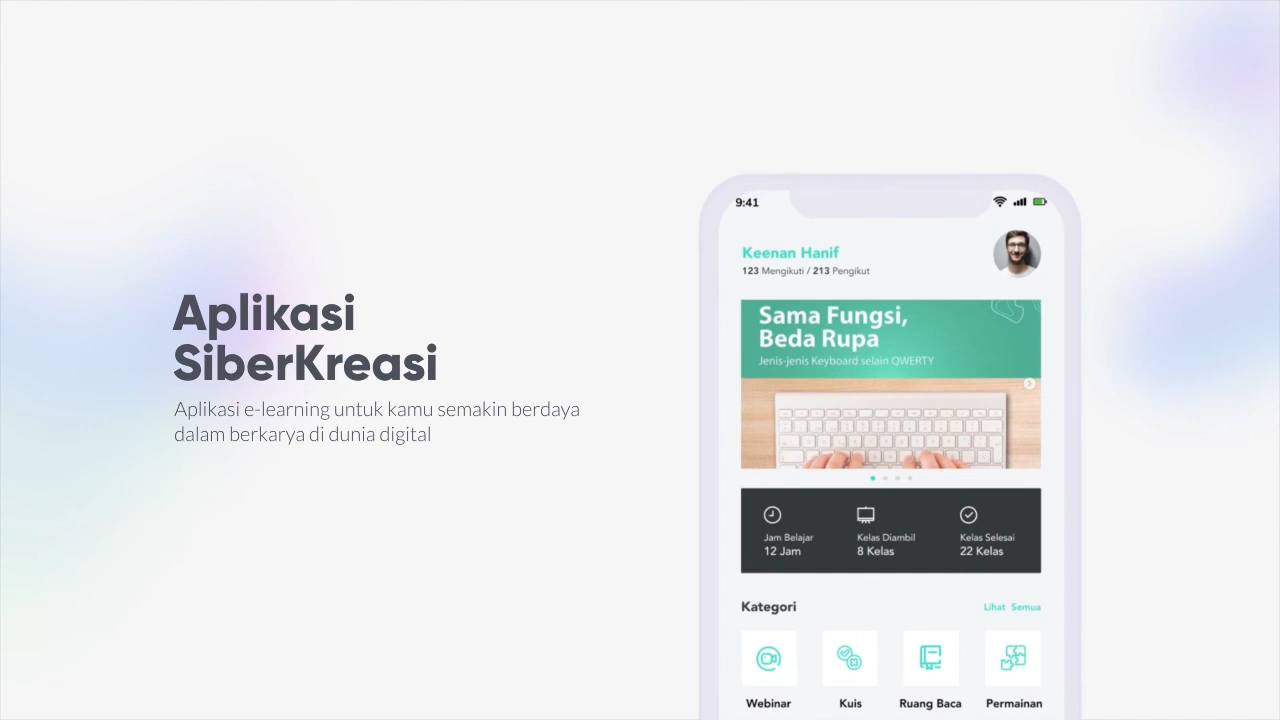 Aplikasi
SiberKreasi
Aplikasi e-learning untuk kamu semakin berdaya
dalam berkarya di dunia digital
9:41
Keenan Hanif
123 Mengikuti / 213 Pengikut
Sama Fungsi,
Beda Rupa
Jenis-jenis Keyboard selain QWERTY
Jam Belajar
12 Jam
Kelas Diambil
8 Kelas
Kelas Selesai
22 Kelas
Kategori
Lihat Semua
Webinar
Kuis
Ruang Baca
Permainan